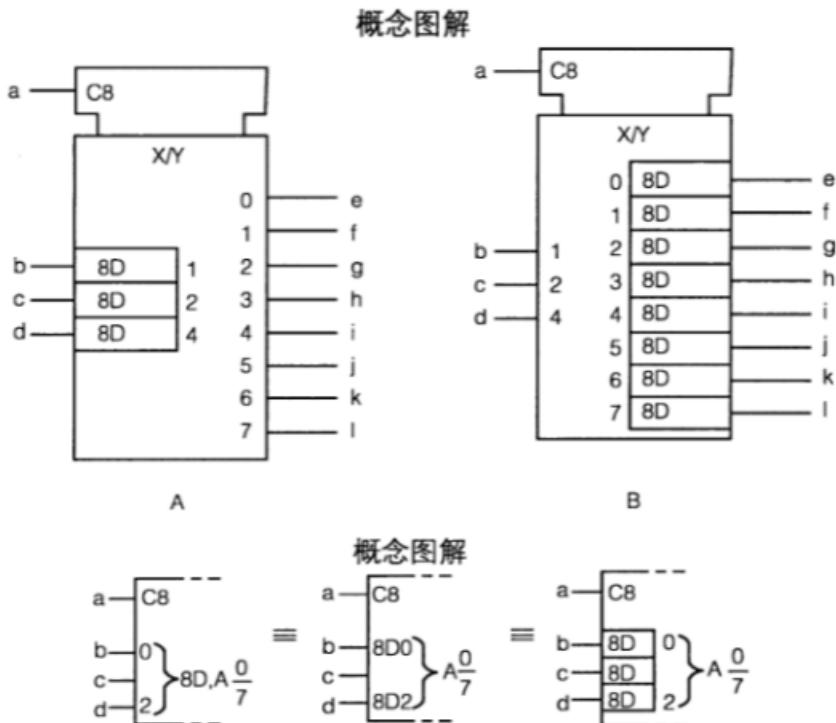 概念图解
a C8
X/Y
0 e
1 f
b 8D 1 2 g
c 8D 2 3 h
d 8D 4 4 i
5 j
6 k
7 l
A
a C8
X/Y
0 8D e
1 8D f
b 1 2 8D g
c 2 3 8D h
d 4 4 8D i
5 8D j
6 8D k
7 8D l
B
概念图解
a C8
b 0
c 8D,A 0/7
d 2
≡
a C8
b 8D0
c A 0/7
d 8D2
≡
a C8
b 8D 0
c 8D A 0/7
d 8D 2